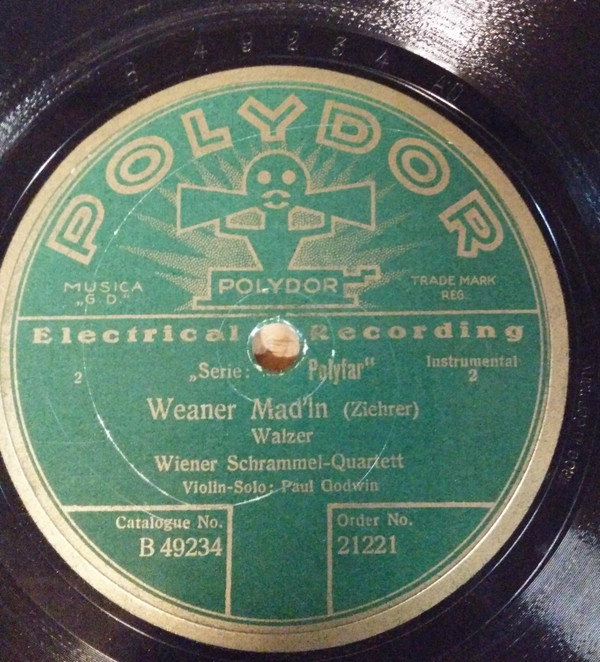 B 49234
POLYDOR
POLYDOR
MUSICA
„G D.“
TRADE MARK
REG.
Electrical Recording
2
„Serie: Polyfar“
Instrumental
2
Weaner Mad'ln (Ziehrer)
Walzer
Wiener Schrammel-Quartett
Violin-Solo: Paul Godwin
Catalogue No.
B 49234
Order No.
21221